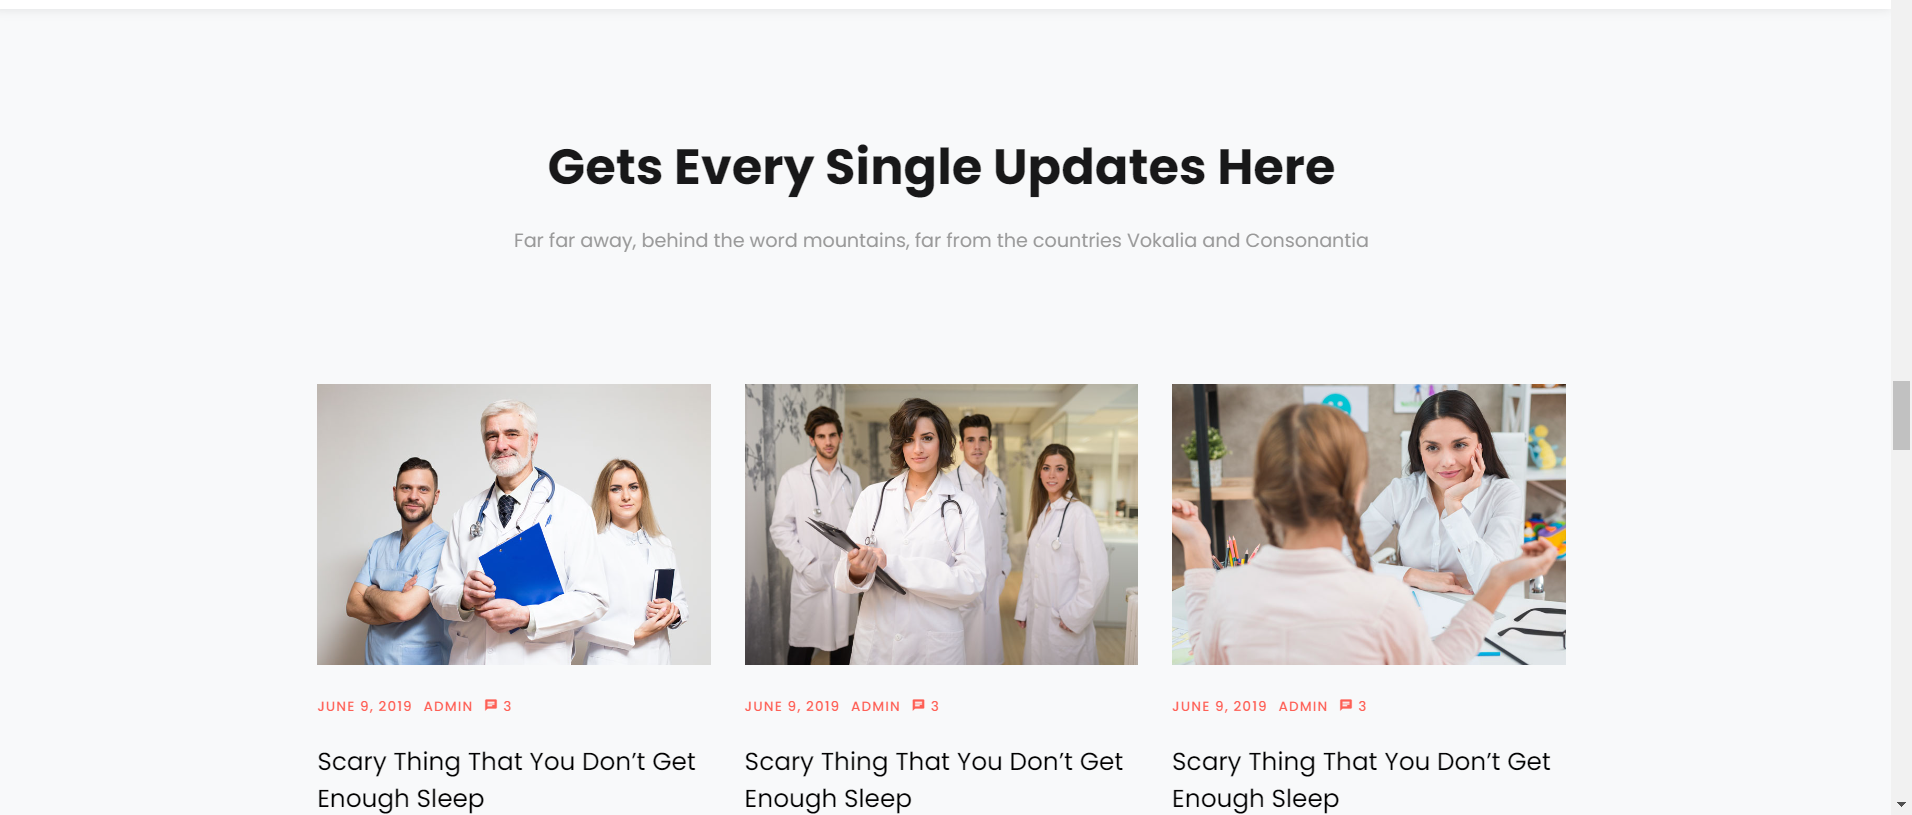 Gets Every Single Updates Here
Far far away, behind the word mountains, far from the countries Vokalia and Consonantia
JUNE 9, 2019 ADMIN 3
Scary Thing That You Don’t Get
Enough Sleep
JUNE 9, 2019 ADMIN 3
Scary Thing That You Don’t Get
Enough Sleep
JUNE 9, 2019 ADMIN 3
Scary Thing That You Don’t Get
Enough Sleep